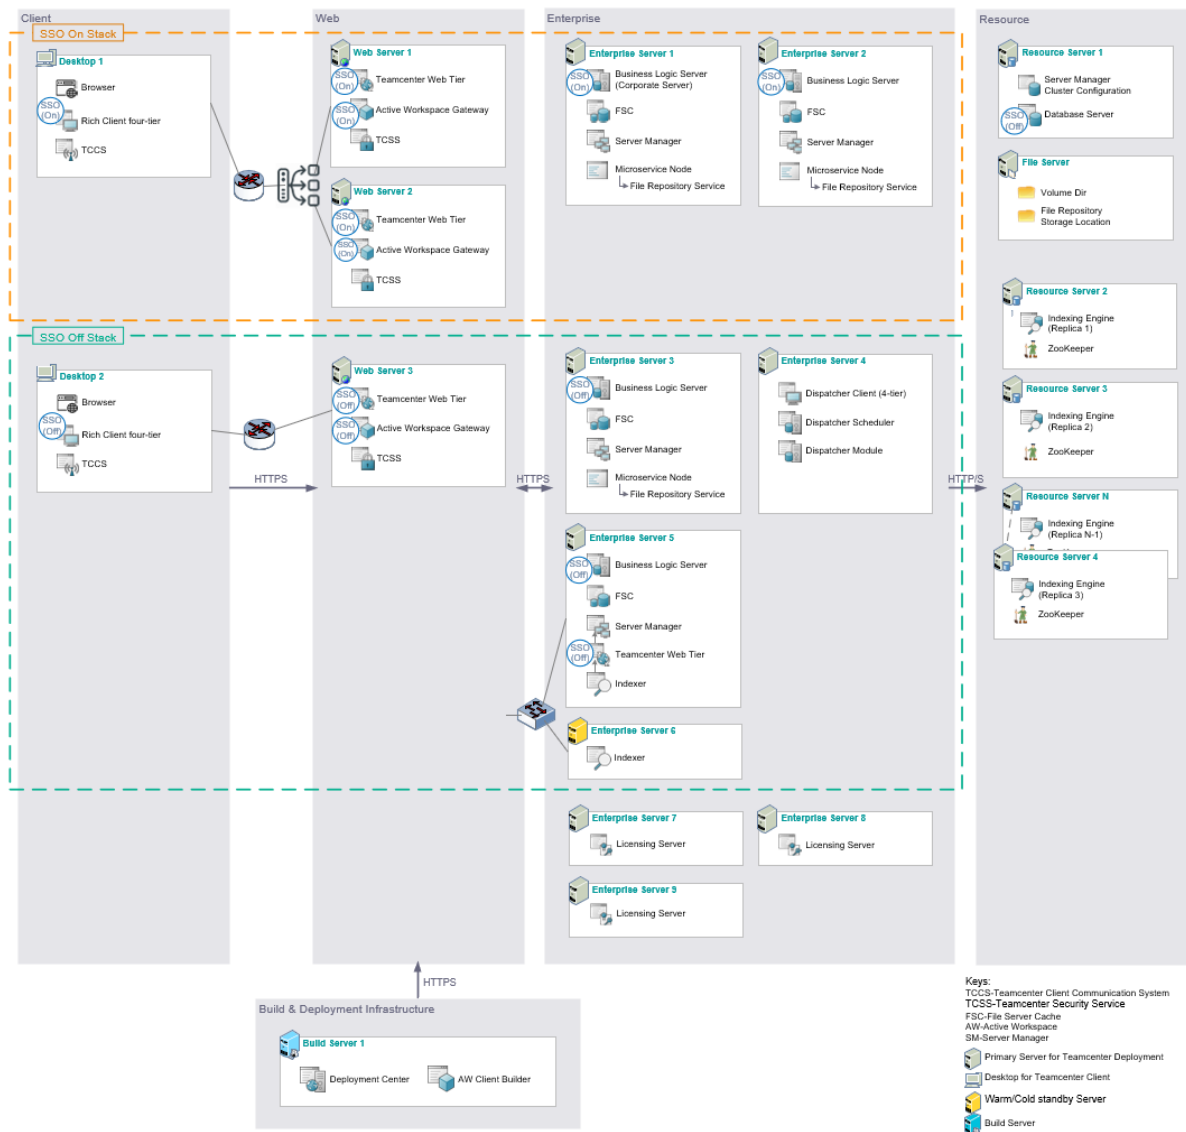 Client
Web
Enterprise
Resource
SSO On Stack
Desktop 1
Browser
SSO
(On)
Rich Client four-tier
TCCS
Web Server 1
SSO
(On)
Teamcenter Web Tier
SSO
(On)
Active Workspace Gateway
TCSS
Web Server 2
SSO
(On)
Teamcenter Web Tier
SSO
(On)
Active Workspace Gateway
TCSS
Enterprise Server 1
SSO
(On)
Business Logic Server
(Corporate Server)
FSC
Server Manager
Microservice Node
File Repository Service
Enterprise Server 2
SSO
(On)
Business Logic Server
FSC
Server Manager
Microservice Node
File Repository Service
Resource Server 1
Server Manager
Cluster Configuration
SSO
(Off)
Database Server
File Server
Volume Dir
File Repository
Storage Location
Resource Server 2
Indexing Engine
(Replica 1)
ZooKeeper
Resource Server 3
Indexing Engine
(Replica 2)
ZooKeeper
Resource Server N
Indexing Engine
(Replica N-1)
Resource Server 4
Indexing Engine
(Replica 3)
ZooKeeper
SSO Off Stack
Desktop 2
Browser
SSO
(Off)
Rich Client four-tier
TCCS
HTTPS
Web Server 3
SSO
(Off)
Teamcenter Web Tier
SSO
(Off)
Active Workspace Gateway
TCSS
HTTPS
Enterprise Server 3
SSO
(Off)
Business Logic Server
FSC
Server Manager
Microservice Node
File Repository Service
Enterprise Server 4
Dispatcher Client (4-tier)
Dispatcher Scheduler
Dispatcher Module
HTTP/S
Enterprise Server 5
SSO
(Off)
Business Logic Server
FSC
Server Manager
SSO
(Off)
Teamcenter Web Tier
Indexer
Enterprise Server 6
Indexer
Enterprise Server 7
Licensing Server
Enterprise Server 8
Licensing Server
Enterprise Server 9
Licensing Server
HTTPS
Build & Deployment Infrastructure
Build Server 1
Deployment Center
AW Client Builder
Keys:
TCCS-Teamcenter Client Communication System
TCSS-Teamcenter Security Service
FSC-File Server Cache
AW-Active Workspace
SM-Server Manager
Primary Server for Teamcenter Deployment
Desktop for Teamcenter Client
Warm/Cold standby Server
Build Server